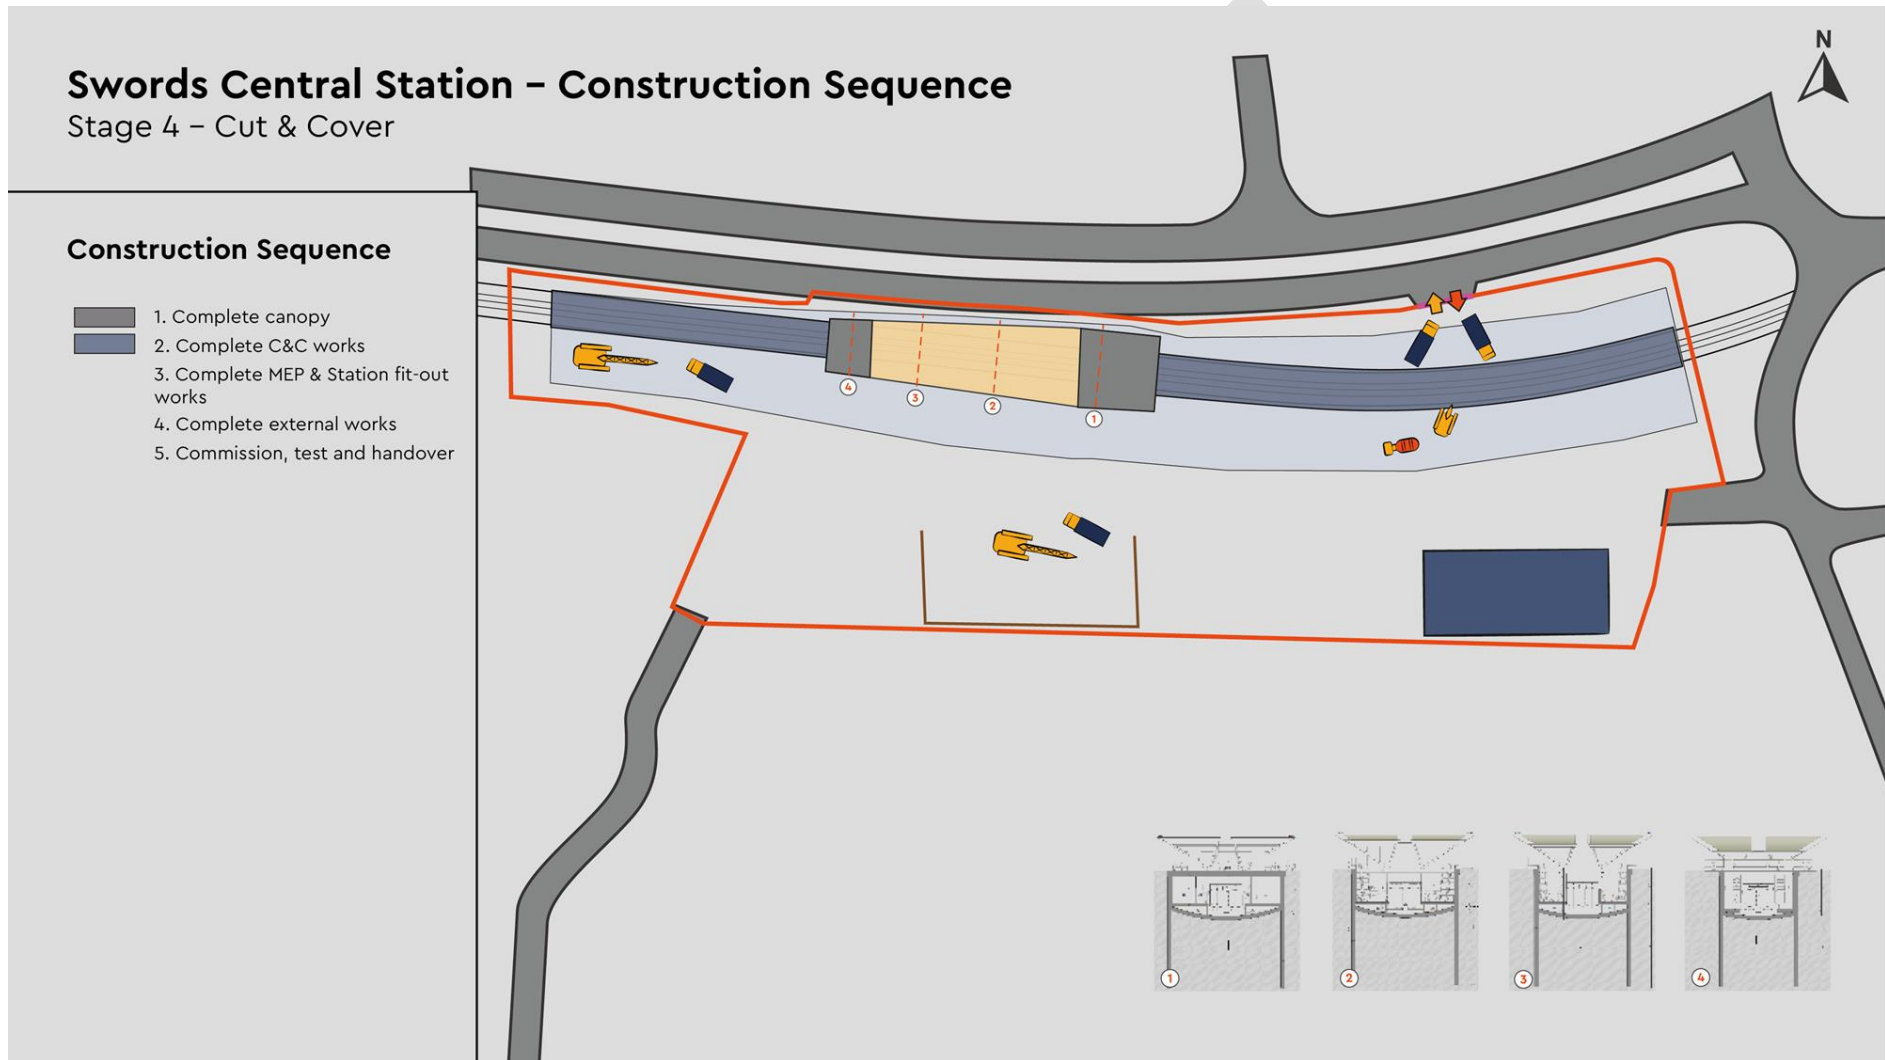 Swords Central Station – Construction Sequence
Stage 4 – Cut & Cover
N
Construction Sequence
1. Complete canopy
2. Complete C&C works
3. Complete MEP & Station fit-out
works
4. Complete external works
5. Commission, test and handover
4
3
2
1
1
2
3
4